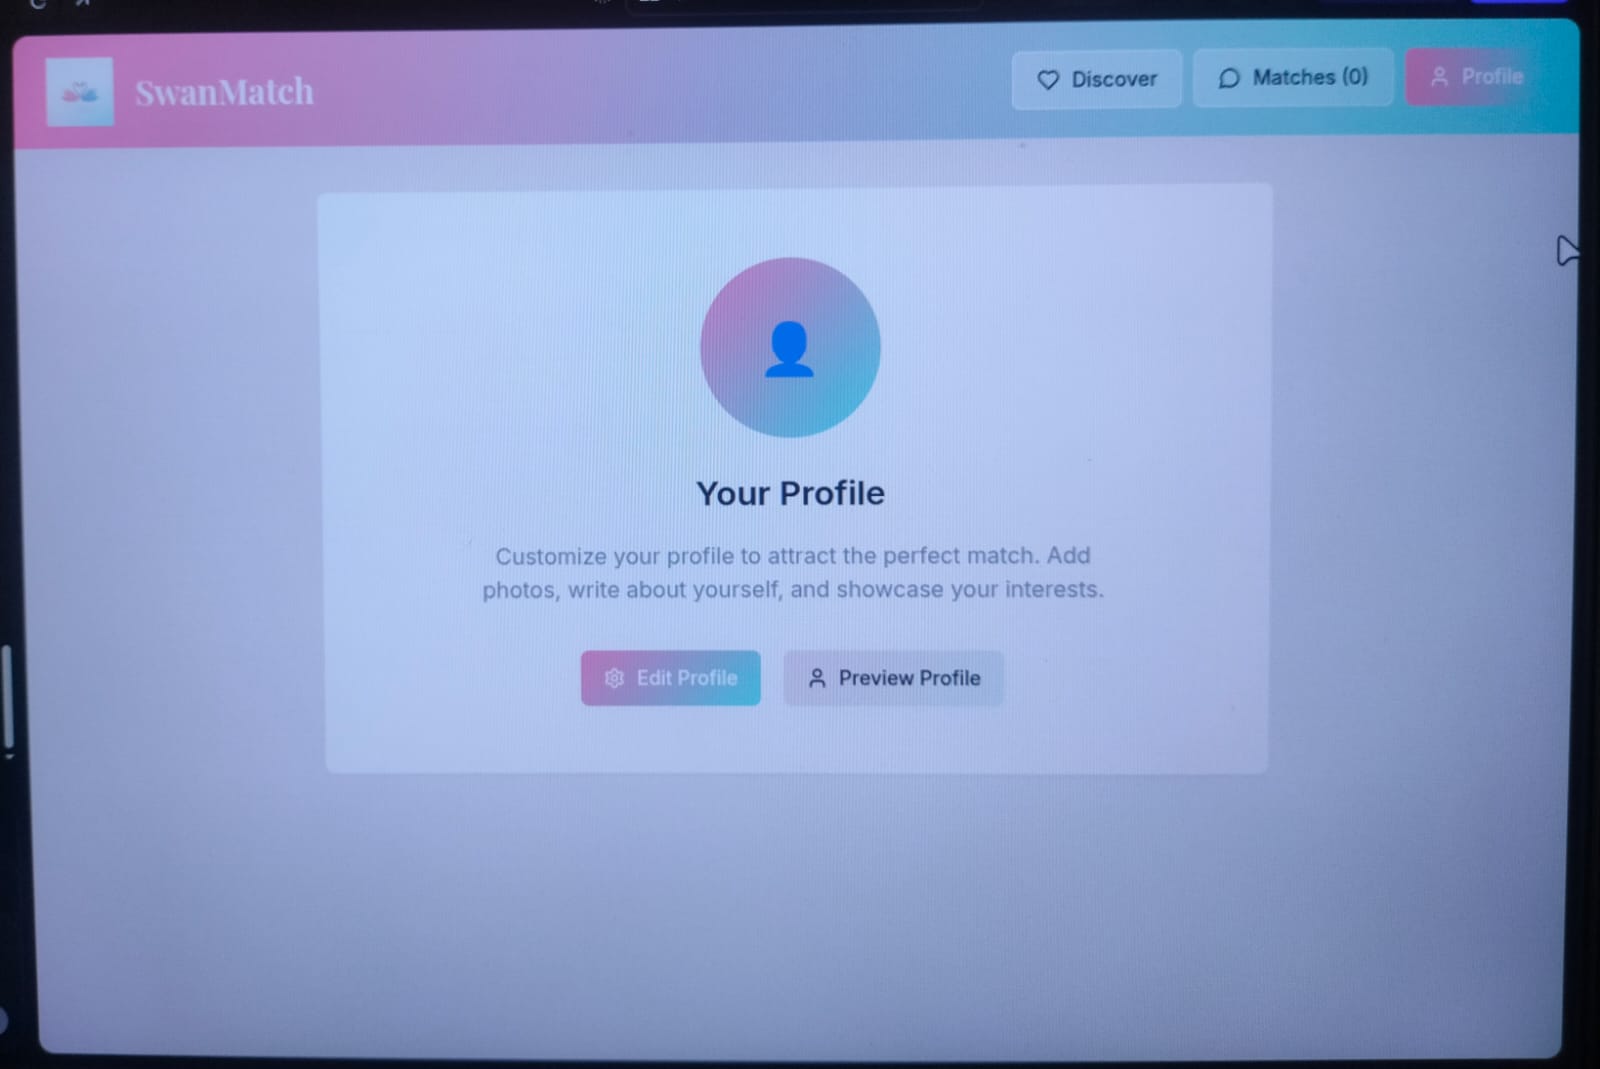 SwanMatch
Discover
Matches (0)
Profile
Your Profile
Customize your profile to attract the perfect match. Add
photos, write about yourself, and showcase your interests.
Edit Profile
Preview Profile